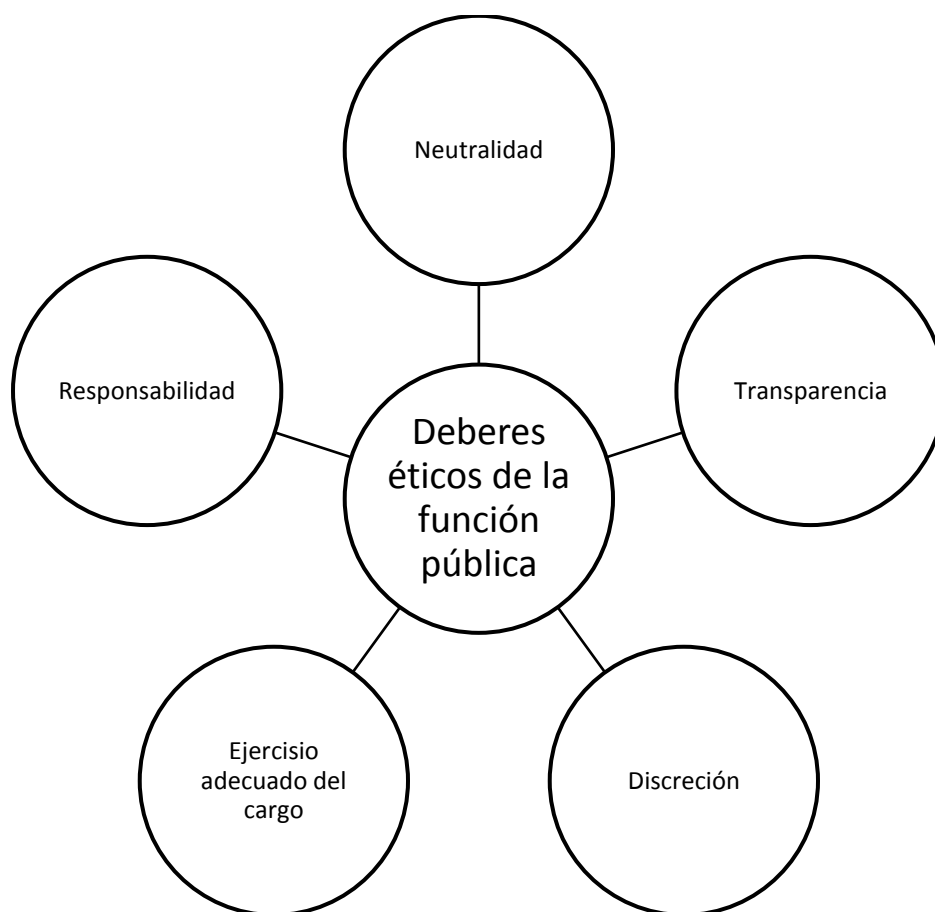 Neutralidad
Responsabilidad
Transparencia
Deberes
éticos de la
función
pública
Ejercisio
adecuado del
cargo
Discreción